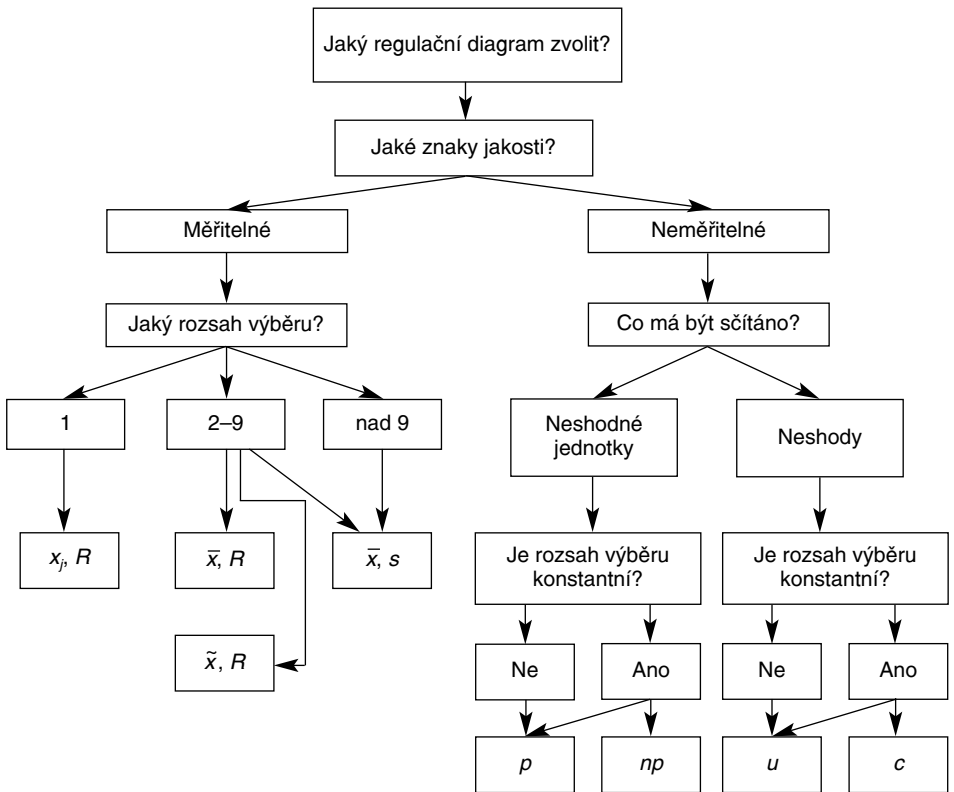 Jaký regulační diagram zvolit?
Jaké znaky jakosti?
Měřitelné
Neměřitelné
Jaký rozsah výběru?
Co má být sčítáno?
1
2–9
nad 9
Neshodné
jednotky
Neshody
x_j, R
x̅, R
x̅, s
Je rozsah výběru
konstantní?
Je rozsah výběru
konstantní?
x̃, R
Ne
Ano
Ne
Ano
p
np
u
c